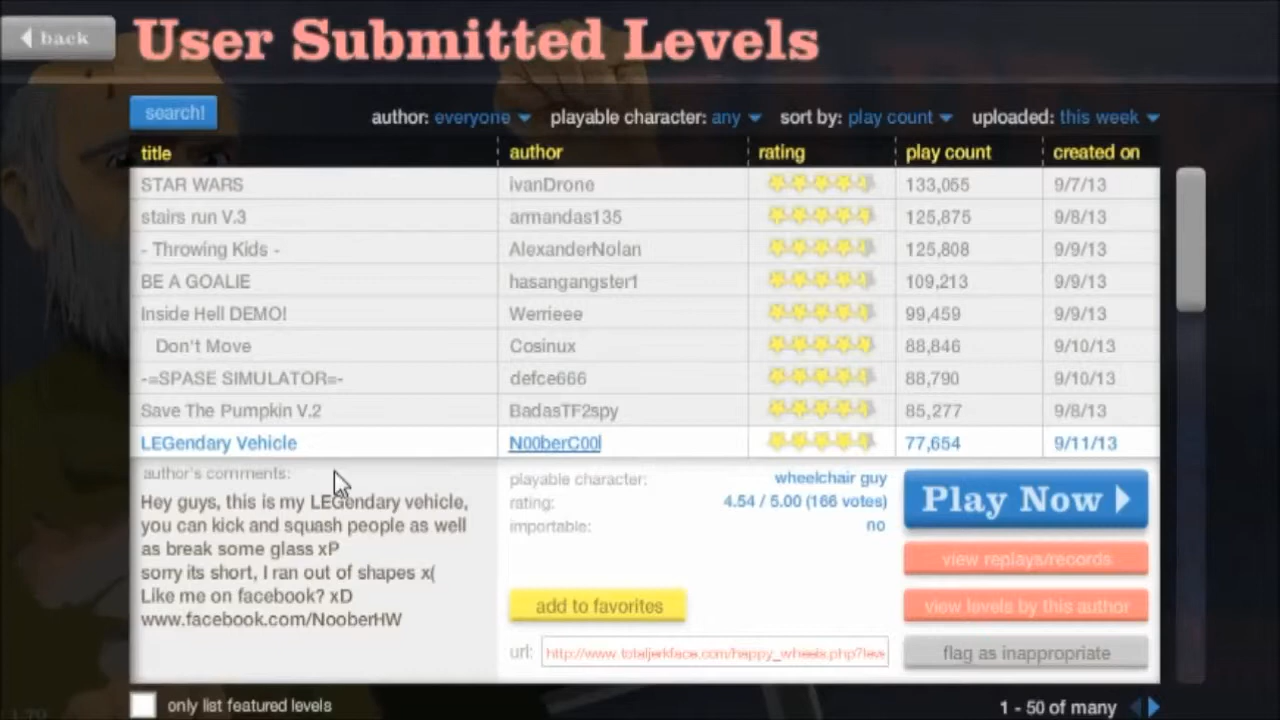 back
User Submitted Levels
search!
author: everyone playable character: any sort by: play count uploaded: this week
title author rating play count created on
STAR WARS ivanDrone 133,055 9/7/13
stairs run V.3 armandas135 125,875 9/8/13
- Throwing Kids - AlexanderNolan 125,808 9/9/13
BE A GOALIE hasangangster1 109,213 9/9/13
Inside Hell DEMO! Werrieee 99,459 9/9/13
Don't Move Cosinux 88,846 9/10/13
-=SPASE SIMULATOR=- defce666 88,790 9/10/13
Save The Pumpkin V.2 BadasTF2spy 85,277 9/8/13
LEGendary Vehicle N00berC00l 77,654 9/11/13
author's comments:
Hey guys, this is my LEGendary vehicle,
you can kick and squash people as well
as break some glass xP
sorry its short, I ran out of shapes x(
Like me on facebook? xD
www.facebook.com/NooberHW
playable character: wheelchair guy
rating: 4.54 / 5.00 (166 votes)
importable: no
add to favorites
url: http://www.totaljerkface.com/happy_wheels.php?leve
Play Now
view replays/records
view levels by this author
flag as inappropriate
only list featured levels
1 - 50 of many